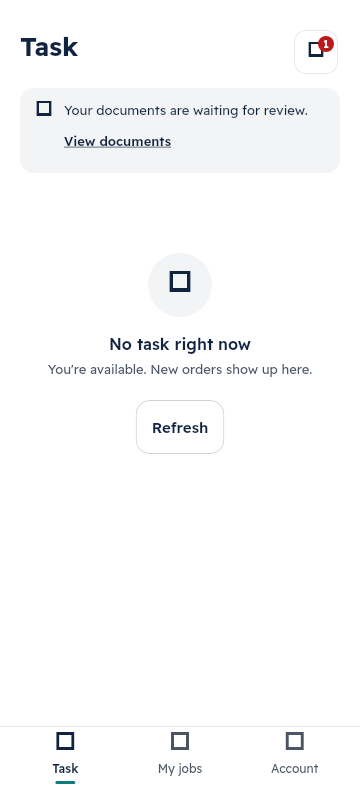 Task
1
Your documents are waiting for review.
View documents
No task right now
You're available. New orders show up here.
Refresh
Task
My jobs
Account